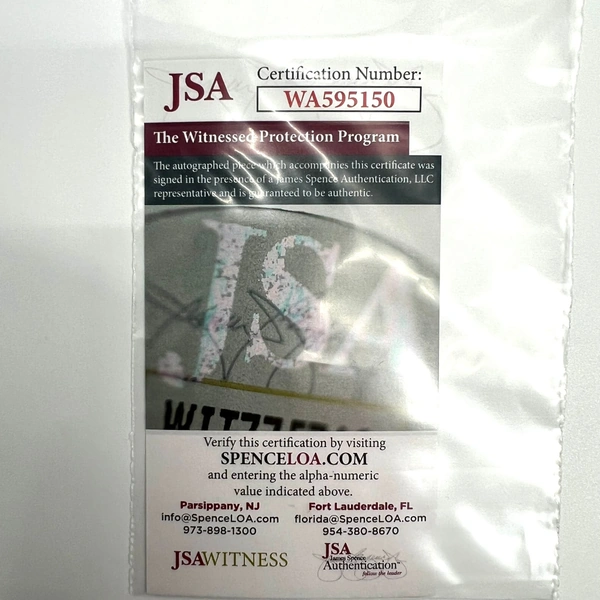 JSA
Certification Number:
WA595150
The Witnessed Protection Program
The autographed piece which accompanies this certificate was
signed in the presence of a James Spence Authentication, LLC
representative and is guaranteed to be authentic.
JSA
Verify this certification by visiting
SPENCELOA.COM
and entering the alpha-numeric
value indicated above.
Parsippany, NJ
info@SpenceLOA.com
973-898-1300
Fort Lauderdale, FL
florida@SpenceLOA.com
954-380-8670
JSAWITNESS
JSA
James Spence
Authentication
follow the leader